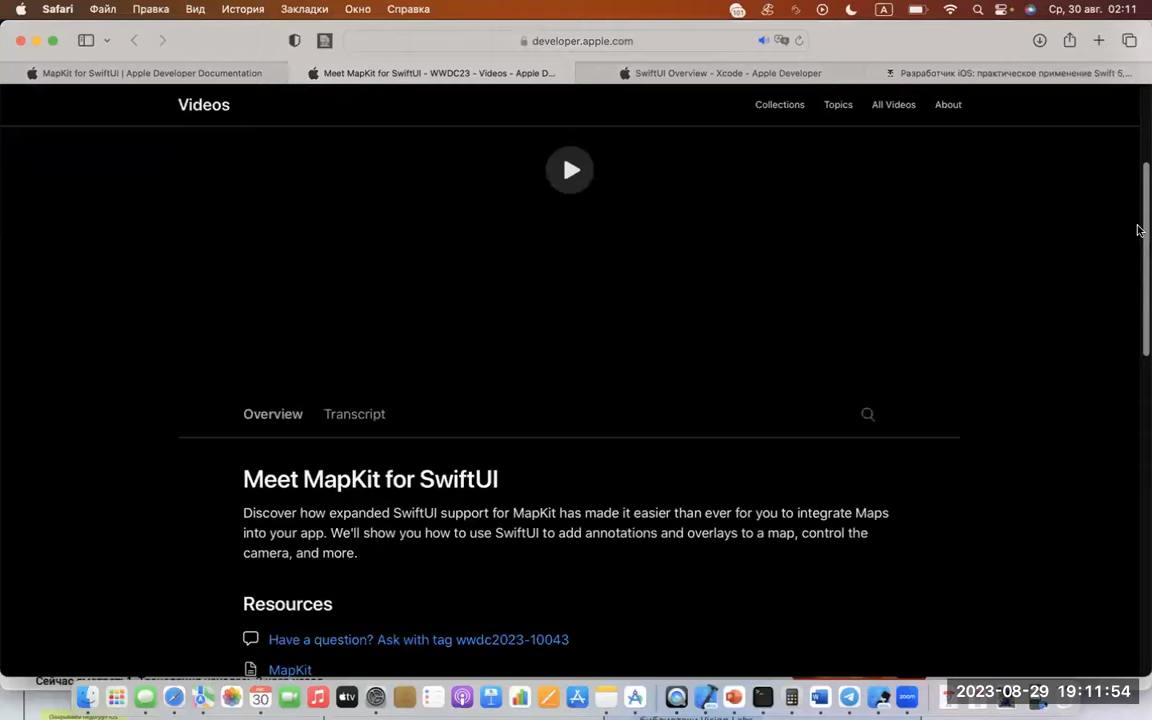 Safari Файл Правка Вид История Закладки Окно Справка
A Ср, 30 авг. 02:11
developer.apple.com
MapKit for SwiftUI | Apple Developer Documentation
Meet MapKit for SwiftUI - WWDC23 - Videos - Apple D...
SwiftUI Overview - Xcode - Apple Developer
Разработчик iOS: практическое применение Swift 5,...
Videos
Collections Topics All Videos About
Overview Transcript
Meet MapKit for SwiftUI
Discover how expanded SwiftUI support for MapKit has made it easier than ever for you to integrate Maps
into your app. We'll show you how to use SwiftUI to add annotations and overlays to a map, control the
camera, and more.
Resources
Have a question? Ask with tag wwdc2023-10043
MapKit
30
tv
zoom
2023-08-29 19:11:54